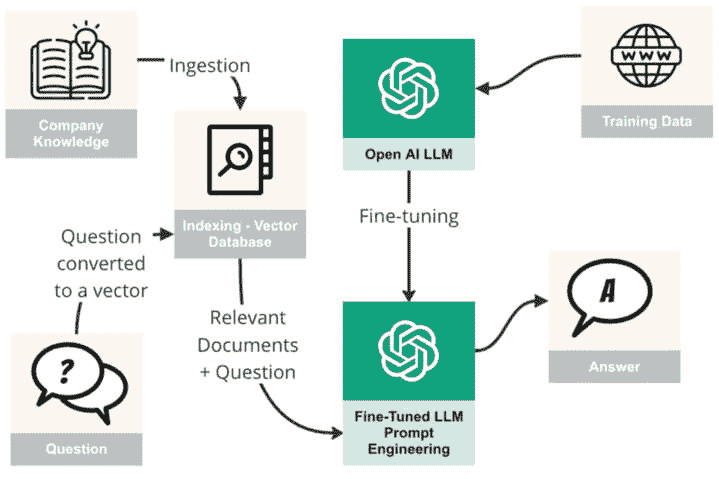 Ingestion
Company
Knowledge
WWW
Training Data
Open AI LLM
Indexing - Vector
Database
Fine-tuning
Question
converted
to a vector
Relevant
Documents
+ Question
?
Question
A
Answer
Fine-Tuned LLM
Prompt
Engineering